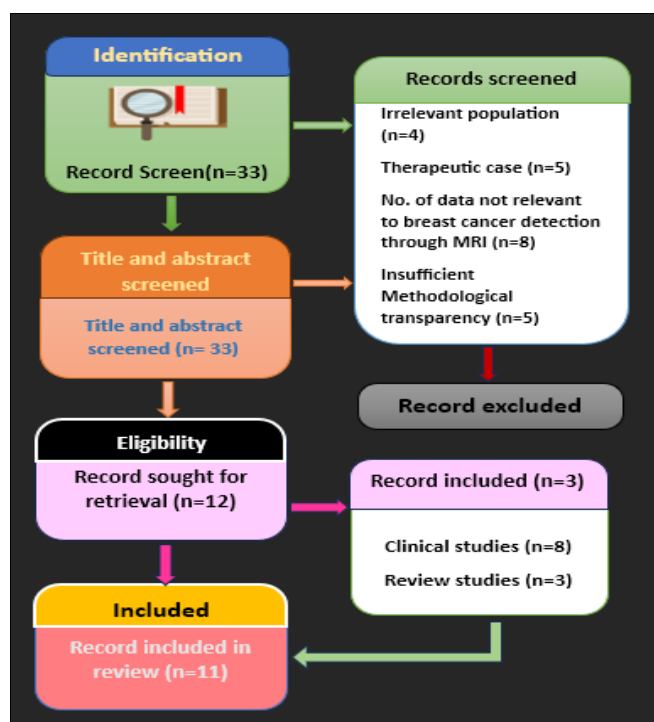 Identification
Record Screen(n=33)
Records screened
Irrelevant population
(n=4)
Therapeutic case (n=5)
No. of data not relevant
to breast cancer detection
through MRI (n=8)
Insufficient
Methodological
transparency (n=5)
Title and abstract
screened
Title and abstract
screened (n= 33)
Record excluded
Eligibility
Record sought for
retrieval (n=12)
Record included (n=3)
Clinical studies (n=8)
Review studies (n=3)
Included
Record included in
review (n=11)